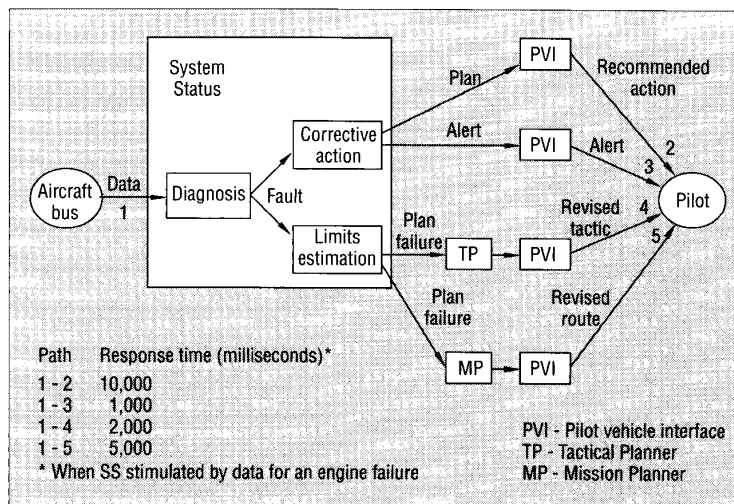 System
Status
PVI
Plan
Recommended
action
Corrective
action
Alert
PVI
Alert
2
3
Aircraft
bus
Data
1
Diagnosis
Fault
Pilot
4
5
Limits
estimation
Plan
failure
TP
PVI
Revised
tactic
Plan
failure
MP
PVI
Revised
route
Path Response time (milliseconds)*
1 - 2 10,000
1 - 3 1,000
1 - 4 2,000
1 - 5 5,000
* When SS stimulated by data for an engine failure
PVI - Pilot vehicle interface
TP - Tactical Planner
MP - Mission Planner